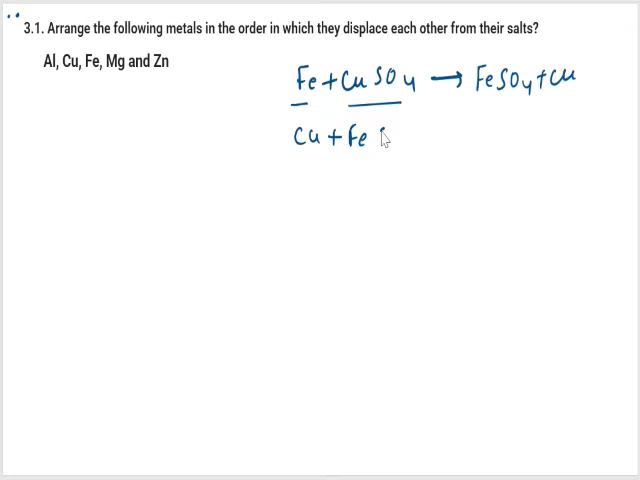 3.1. Arrange the following metals in the order in which they displace each other from their salts?
Al, Cu, Fe, Mg and Zn
Fe + CuSO4 → FeSO4 + Cu
Cu + Fe